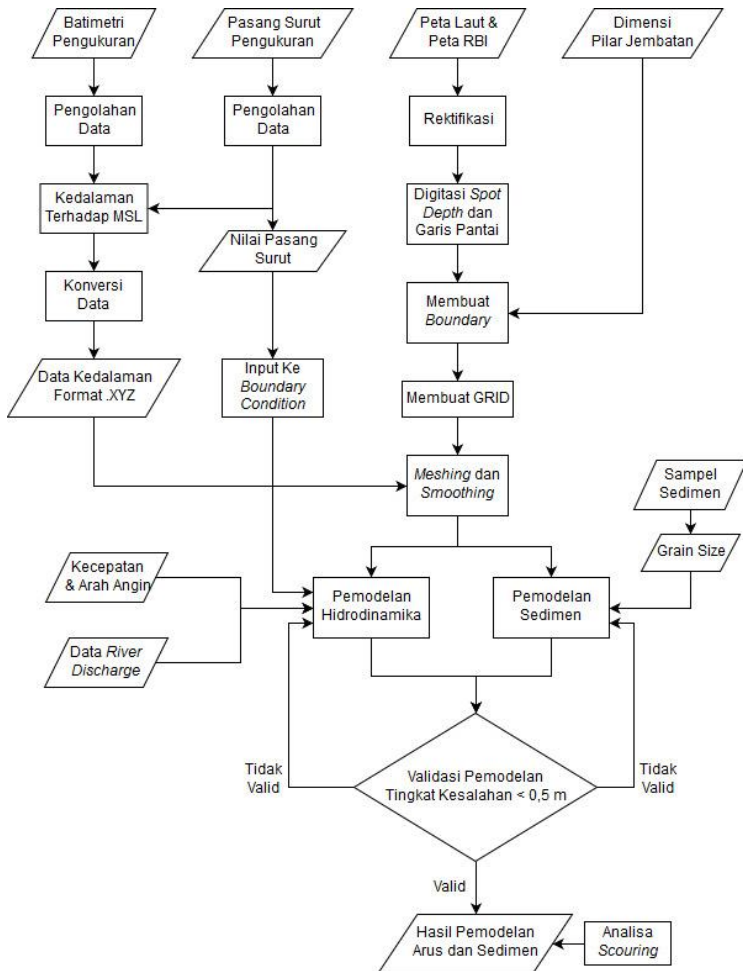 Batimetri
Pengukuran
Pasang Surut
Pengukuran
Peta Laut &
Peta RBI
Dimensi
Pilar Jembatan
Pengolahan
Data
Pengolahan
Data
Rektifikasi
Kedalaman
Terhadap MSL
Digitasi Spot
Depth dan
Garis Pantai
Nilai Pasang
Surut
Konversi
Data
Membuat
Boundary
Data Kedalaman
Format .XYZ
Input Ke
Boundary
Condition
Membuat GRID
Meshing dan
Smoothing
Sampel
Sedimen
Grain Size
Kecepatan
& Arah Angin
Pemodelan
Hidrodinamika
Pemodelan
Sedimen
Data River
Discharge
Tidak
Valid
Validasi Pemodelan
Tingkat Kesalahan < 0,5 m
Tidak
Valid
Valid
Hasil Pemodelan
Arus dan Sedimen
Analisa
Scouring